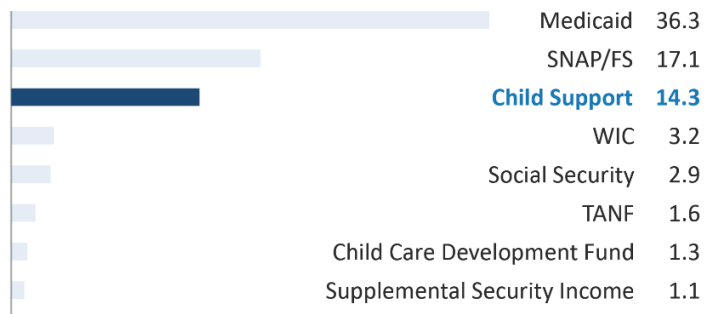 Medicaid 36.3
SNAP/FS 17.1
Child Support 14.3
WIC 3.2
Social Security 2.9
TANF 1.6
Child Care Development Fund 1.3
Supplemental Security Income 1.1